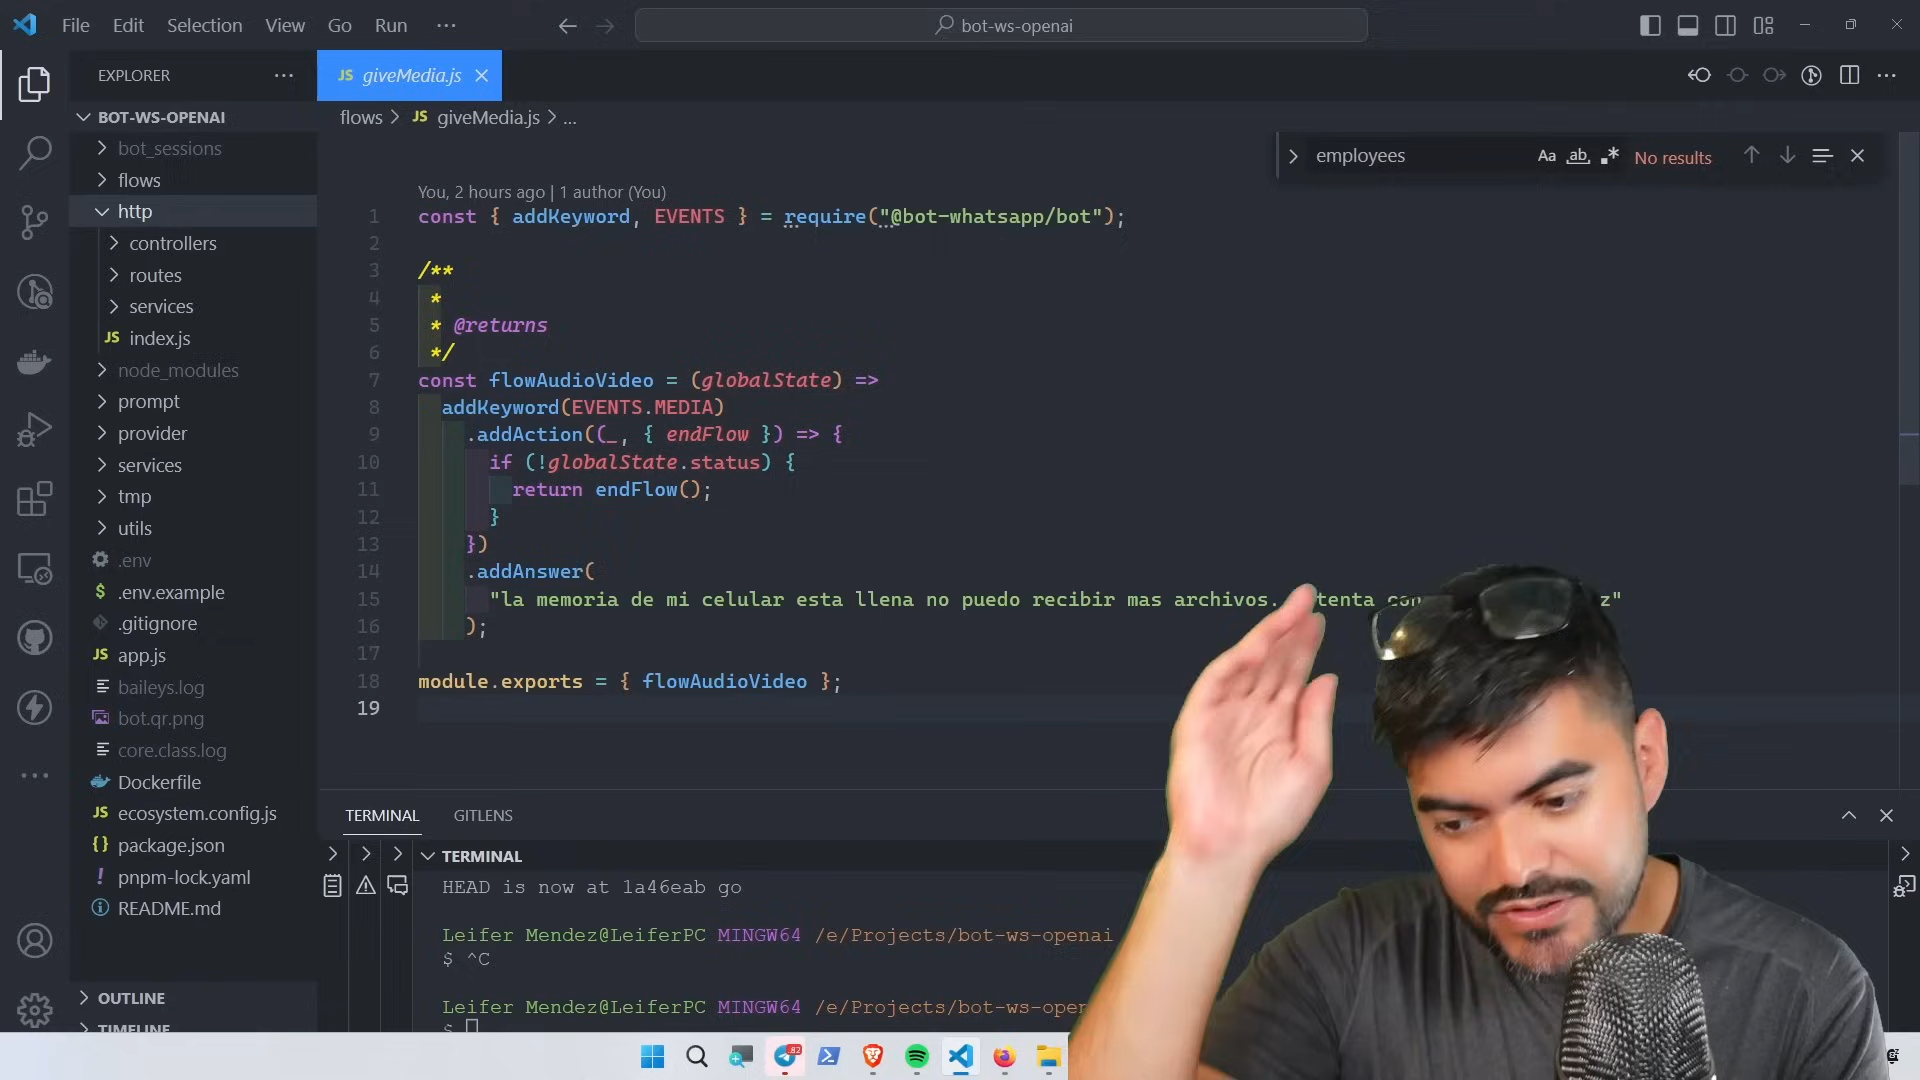 File Edit Selection View Go Run ···
bot-ws-openai
EXPLORER
JS giveMedia.js
flows > JS giveMedia.js > ...
BOT-WS-OPENAI
bot_sessions
flows
http
controllers
routes
services
JS index.js
node_modules
prompt
provider
services
tmp
utils
.env
$ .env.example
.gitignore
JS app.js
baileys.log
bot.qr.png
core.class.log
Dockerfile
JS ecosystem.config.js
{} package.json
! pnpm-lock.yaml
README.md
OUTLINE
TIMELINE
employees Aa ab .* No results
You, 2 hours ago | 1 author (You)
1 const { addKeyword, EVENTS } = require("@bot-whatsapp/bot");
2
3 /**
4 *
5 * @returns
6 */
7 const flowAudioVideo = (globalState) =>
8 addKeyword(EVENTS.MEDIA)
9 .addAction((_, { endFlow }) => {
10 if (!globalState.status) {
11 return endFlow();
12 }
13 })
14 .addAnswer(
15 "la memoria de mi celular esta llena no puedo recibir mas archivos. tenta con z"
16 );
17
18 module.exports = { flowAudioVideo };
19
TERMINAL GITLENS
TERMINAL
HEAD is now at 1a46eab go
Leifer Mendez@LeiferPC MINGW64 /e/Projects/bot-ws-openai
$ ^C
Leifer Mendez@LeiferPC MINGW64 /e/Projects/bot-ws-oper
$
82